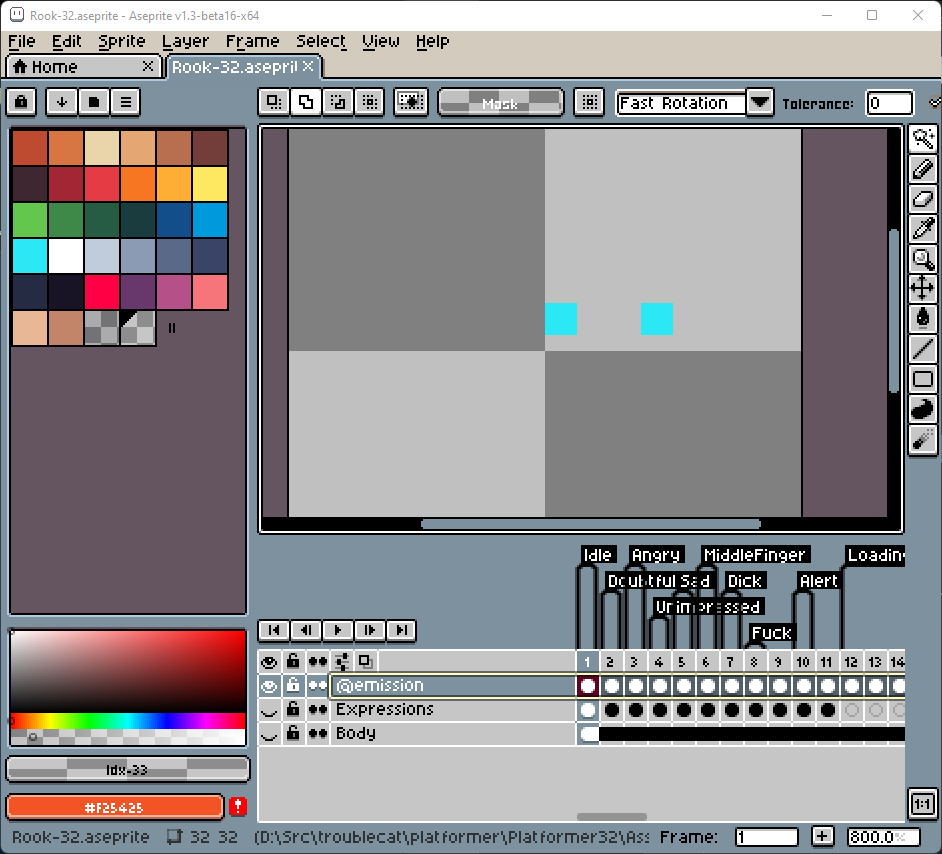 Rook-32.aseprite - Aseprite v1.3-beta16-x64
File Edit Sprite Layer Frame Select View Help
Home
Rook-32.asepril
Mask
Fast Rotation
Tolerance:
0
Idle
Angry
MiddleFinger
Loading
Doubtful
Sad
Dick
Alert
Unimpressed
Fuck
1 2 3 4 5 6 7 8 9 10 11 12 13 14
@emission
Expressions
Body
Idx-33
#F25425
1:1
Rook-32.aseprite 32 32 (D:\Src\troublecat\platformer\Platformer32\Ass Frame: 1 + 800.0%